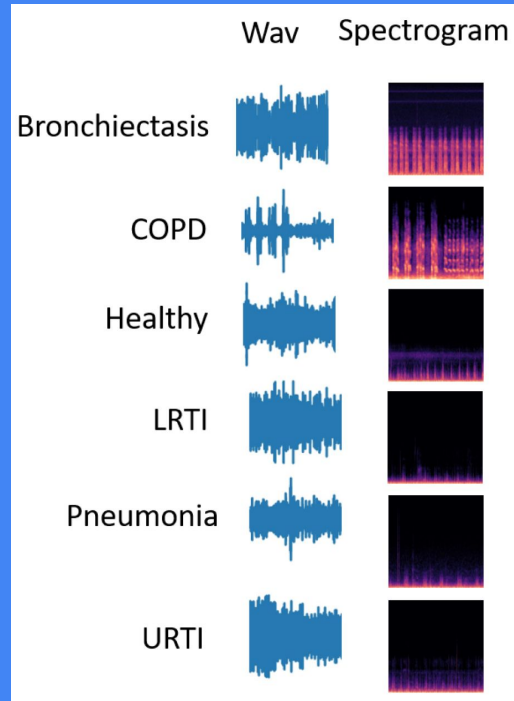 Wav Spectrogram
Bronchiectasis
COPD
Healthy
LRTI
Pneumonia
URTI